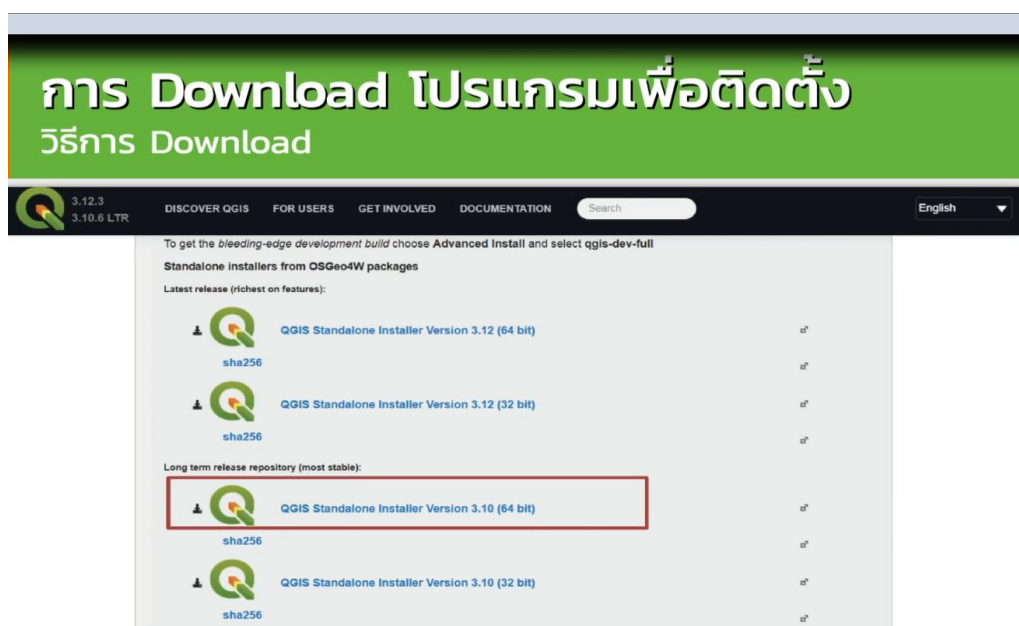 การ Download โปรแกรมเพื่อติดตั้ง
วิธีการ Download
3.12.3
3.10.6 LTR
DISCOVER QGIS FOR USERS GET INVOLVED DOCUMENTATION Search English
To get the bleeding-edge development build choose Advanced Install and select qgis-dev-full
Standalone installers from OSGeo4W packages
Latest release (richest on features):
QGIS Standalone Installer Version 3.12 (64 bit)
sha256
QGIS Standalone Installer Version 3.12 (32 bit)
sha256
Long term release repository (most stable):
QGIS Standalone Installer Version 3.10 (64 bit)
sha256
QGIS Standalone Installer Version 3.10 (32 bit)
sha256